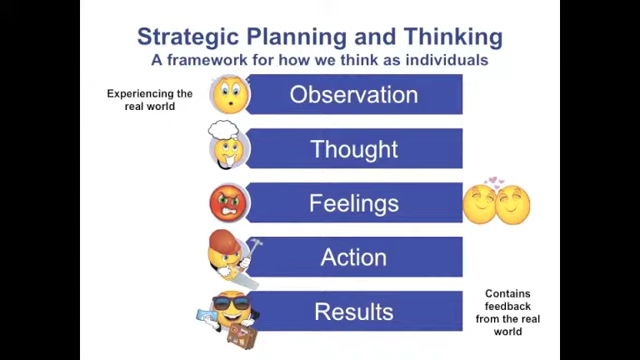 Strategic Planning and Thinking
A framework for how we think as individuals
Experiencing the
real world
Observation
Thought
Feelings
Action
Results
Contains
feedback
from the real
world